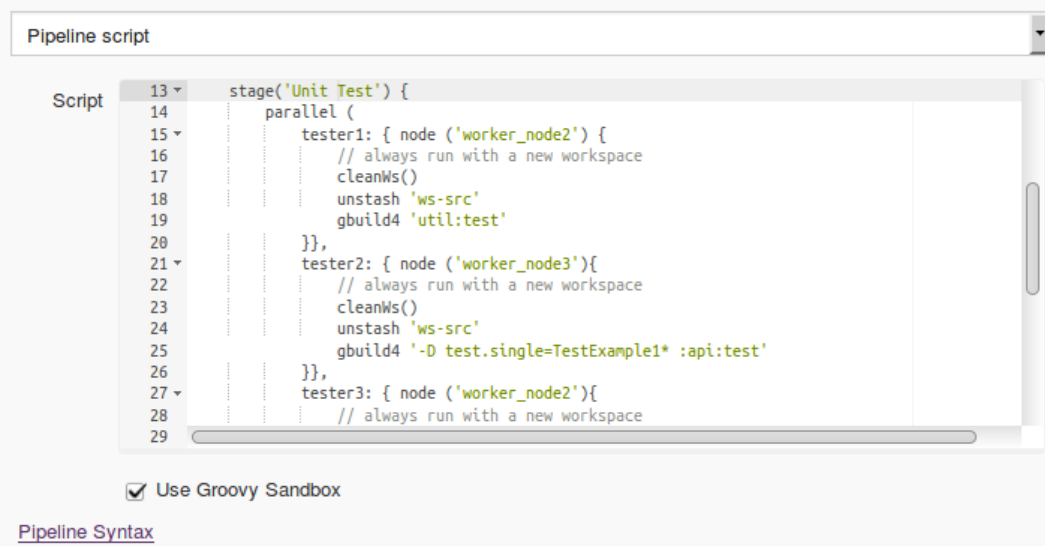 Pipeline script
Script
13 stage('Unit Test') {
14 parallel (
15 tester1: { node ('worker_node2') {
16 // always run with a new workspace
17 cleanWs()
18 unstash 'ws-src'
19 gbuild4 'util:test'
20 }},
21 tester2: { node ('worker_node3'){
22 // always run with a new workspace
23 cleanWs()
24 unstash 'ws-src'
25 gbuild4 '-D test.single=TestExample1* :api:test'
26 }},
27 tester3: { node ('worker_node2'){
28 // always run with a new workspace
29
Use Groovy Sandbox
Pipeline Syntax